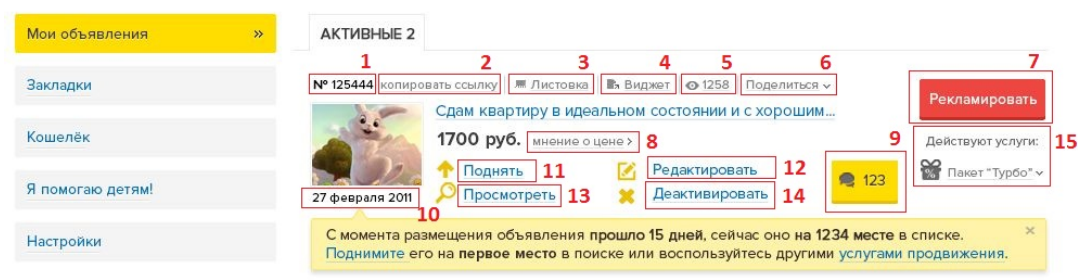 Мои объявления »
Закладки
Кошелёк
Я помогаю детям!
Настройки
АКТИВНЫЕ 2
1 2 3 4 5 6 7
№ 125444 копировать ссылку Листовка Виджет 1258 Поделиться
Рекламировать
Сдам квартиру в идеальном состоянии и с хорошим...
1700 руб. мнение о цене > 8 9
Действуют услуги: 15
Поднять 11 Редактировать 12
123
Пакет "Турбо"
27 февраля 2011 Просмотреть 13 Деактивировать 14
10
С момента размещения объявления прошло 15 дней, сейчас оно на 1234 месте в списке. ×
Поднимите его на первое место в поиске или воспользуйтесь другими услугами продвижения.